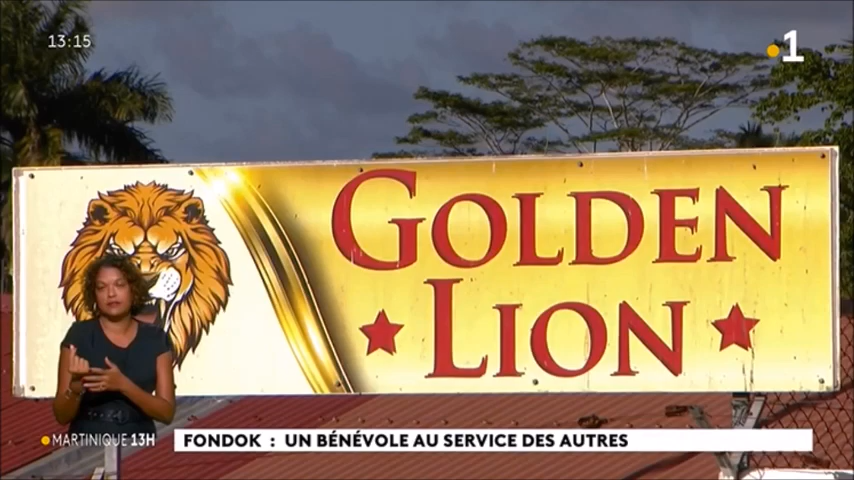 13:15
1
GOLDEN
LION
MARTINIQUE 13H
FONDOK : UN BÉNÉVOLE AU SERVICE DES AUTRES